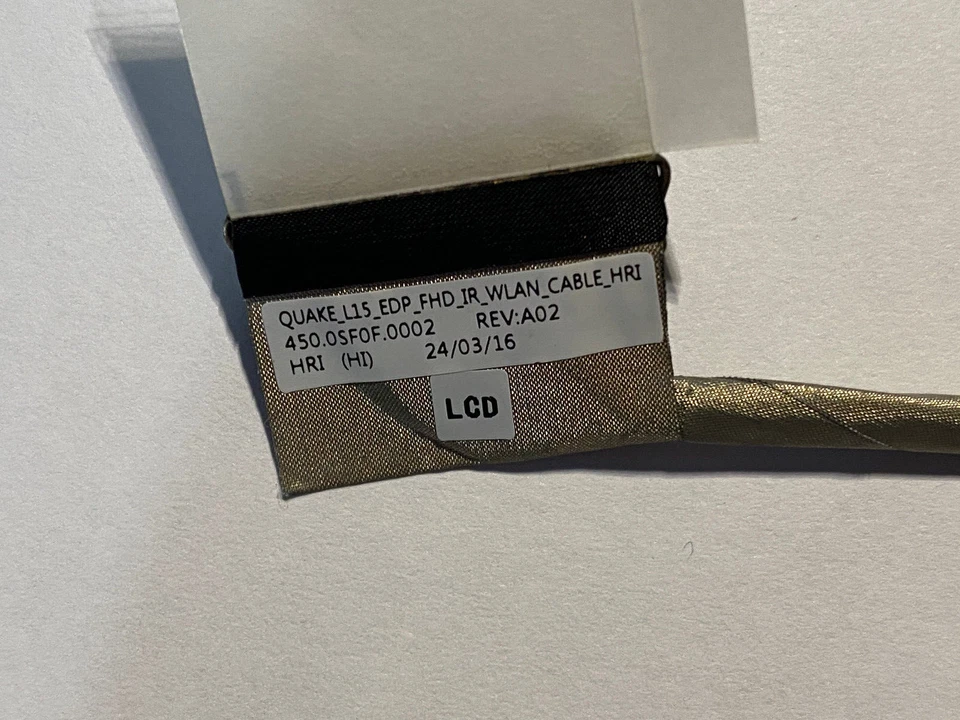 QUAKE_L15_EDP_FHD_IR_WLAN_CABLE_HRI
450.0SF0F.0002 REV:A02
HRI (HI) 24/03/16
LCD